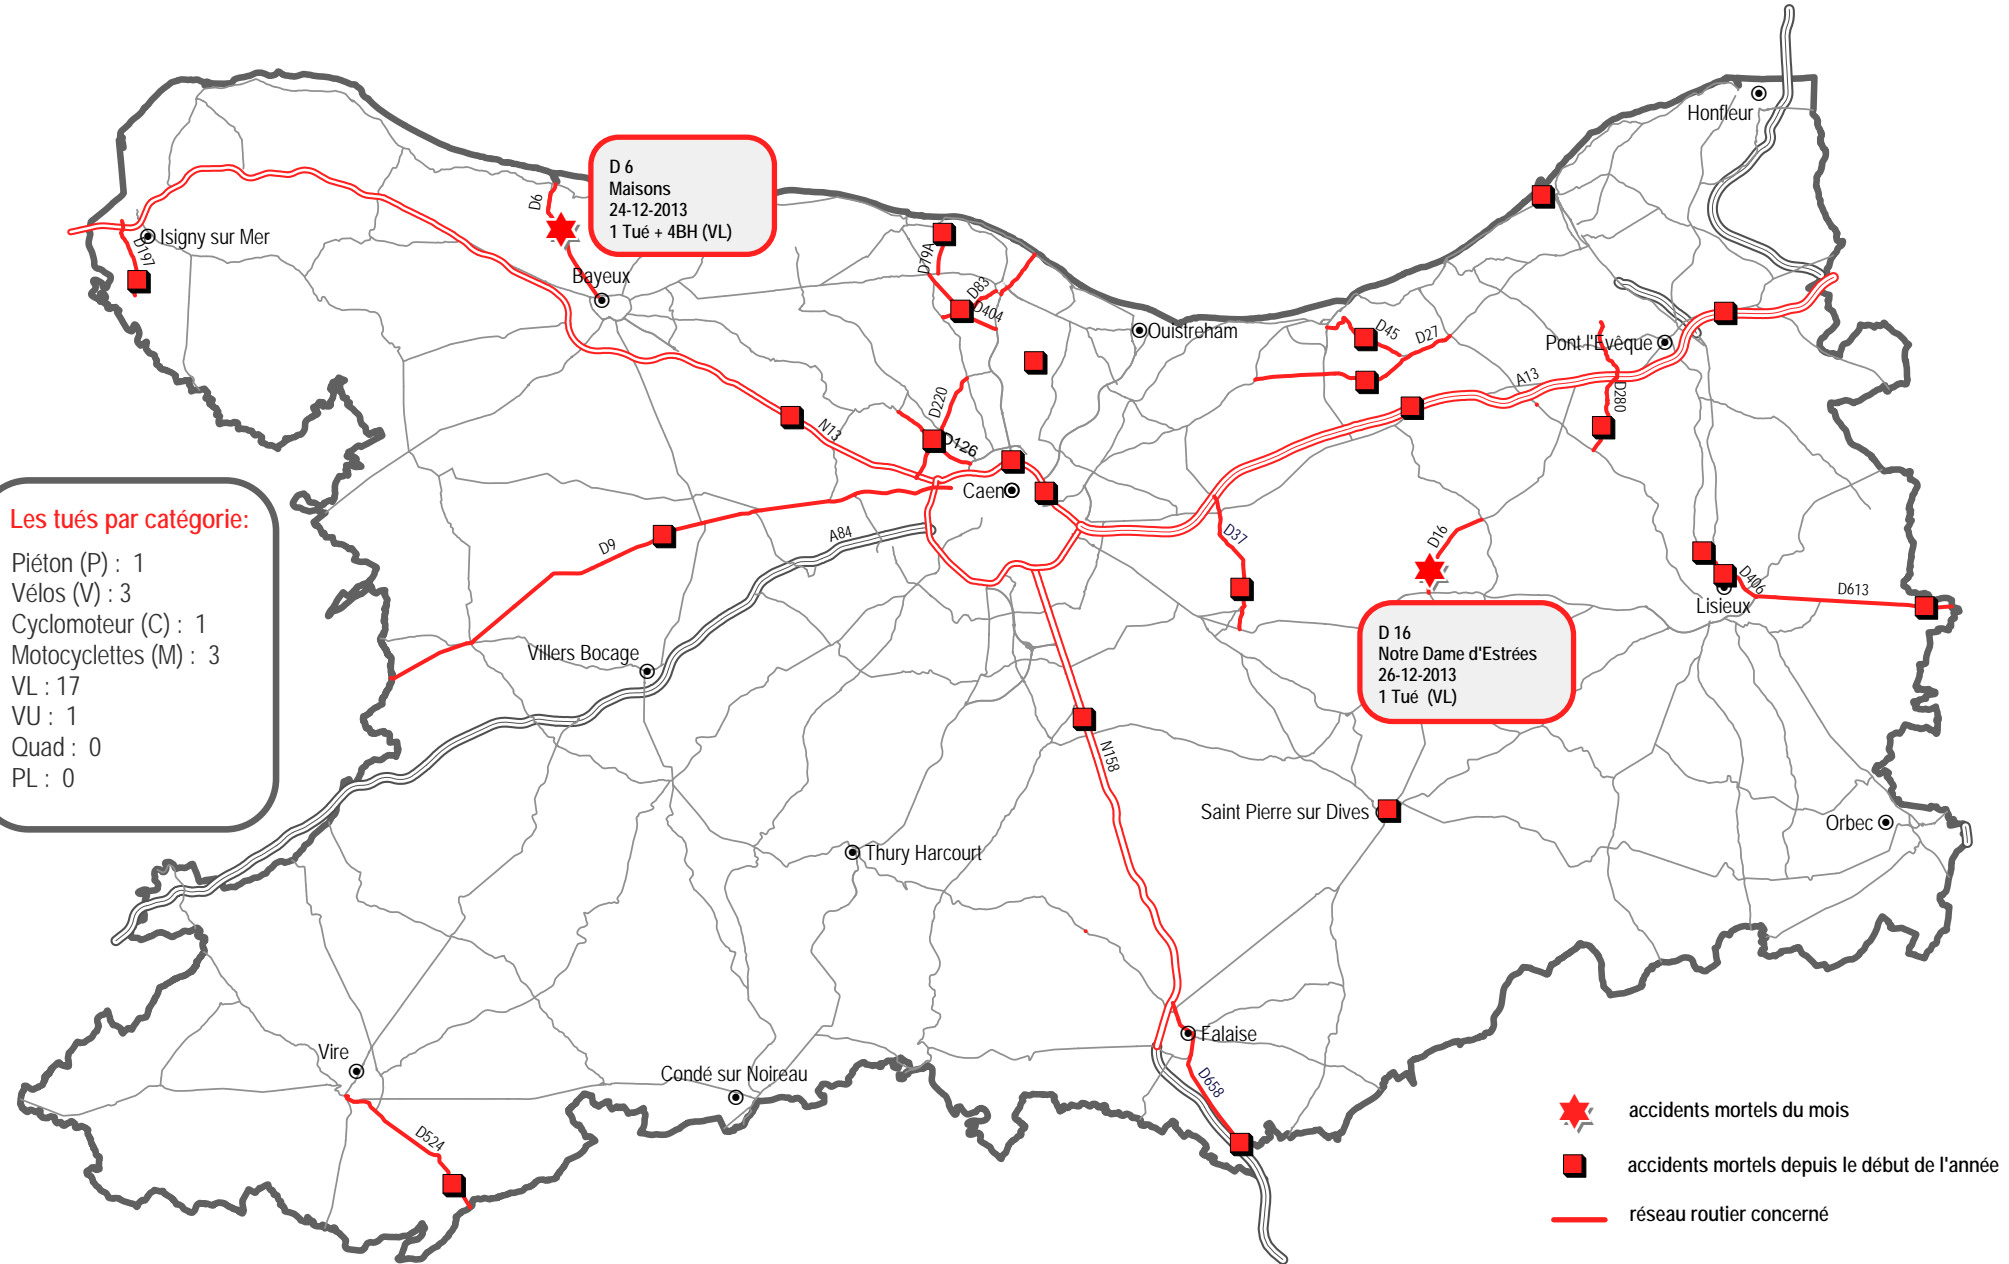 Honfleur
D 6
Maisons
24-12-2013
1 Tué + 4BH (VL)
D6
Isigny sur Mer
D197
Bayeux
D79A
D83
D404
Ouistreham
D45
D27
Pont l'Evêque
A13
D280
D220
D126
N13
Caen
Les tués par catégorie:
Piéton (P) : 1
Vélos (V) : 3
Cyclomoteur (C) : 1
Motocyclettes (M) : 3
VL : 17
VU : 1
Quad : 0
PL : 0
D9
A84
D37
D16
D406
D613
Lisieux
Villers Bocage
D 16
Notre Dame d'Estrées
26-12-2013
1 Tué (VL)
N158
Saint Pierre sur Dives
Orbec
Thury Harcourt
Falaise
Vire
Condé sur Noireau
D658
D524
accidents mortels du mois
accidents mortels depuis le début de l'année
réseau routier concerné